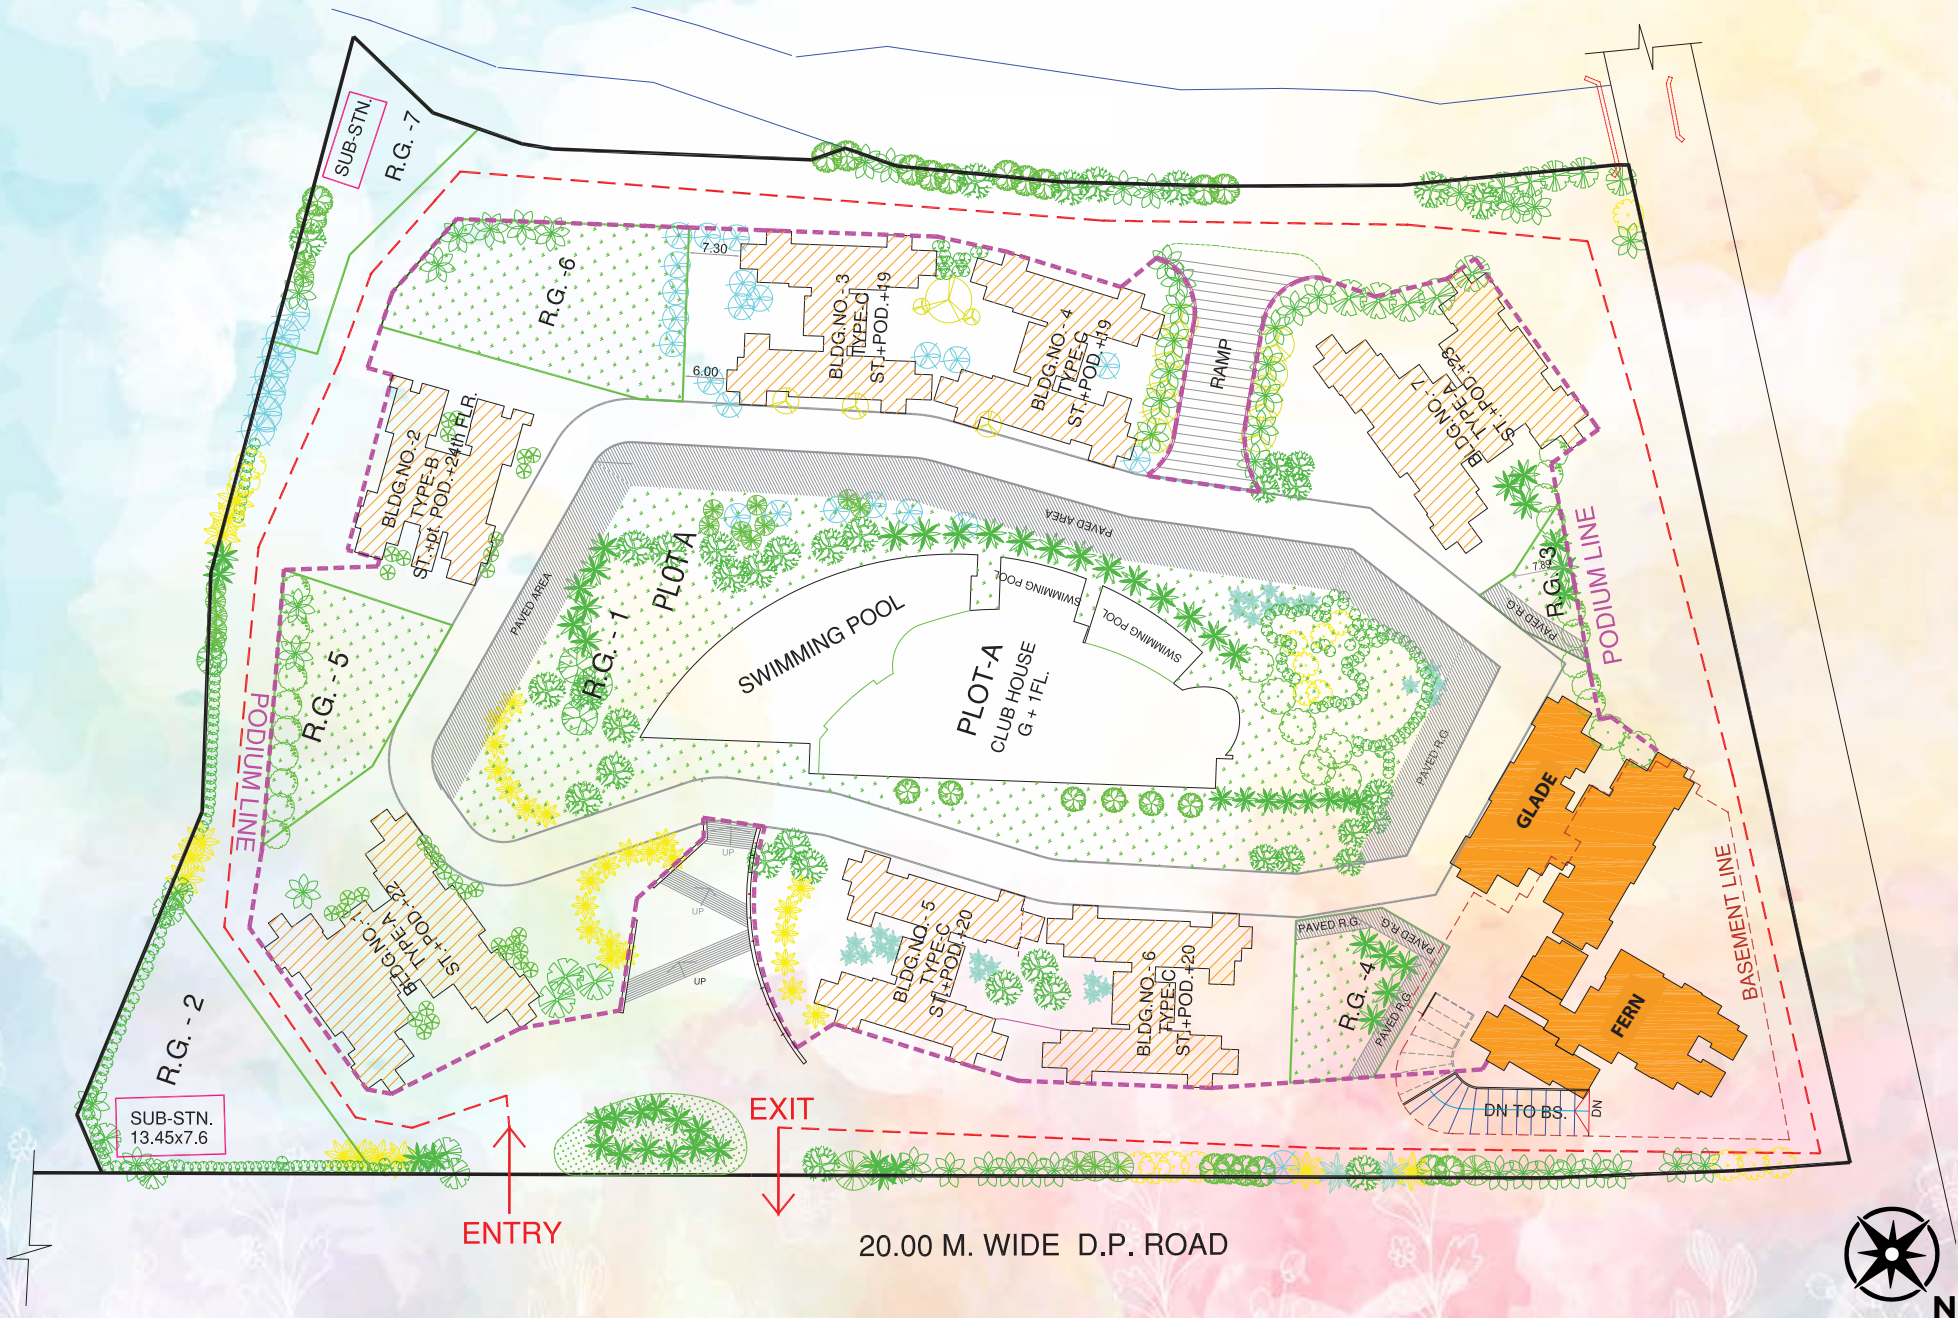 SUB-STN.
R.G. -7
R.G. -6
7.30
6.00
BLDG.NO.- 3
TYPE-C
ST.+POD.+19
BLDG.NO.- 4
TYPE-C
ST.+POD.+19
RAMP
BLDG.NO.-7
TYPE-A
ST.+POD.+23
BLDG.NO.-2
TYPE-B
ST.+pt. POD.+24th FLR.
PAVED AREA
PAVED AREA
PLOT A
R.G. - 1
SWIMMING POOL
SWIMMING POOL
SWIMMING POOL
PLOT-A
CLUB HOUSE
G + 1FL.
R.G. -3
7.89
PAVED R.G.
PODIUM LINE
R.G. - 5
PODIUM LINE
PAVED R.G.
GLADE
BLDG.NO.-1
TYPE-A
ST.+POD.+22
UP
UP
UP
BLDG.NO.- 5
TYPE-C
ST.+POD.+20
BLDG.NO.- 6
TYPE-C
ST.+POD.+20
PAVED R.G.
PAVED R.G.
R.G. -4
PAVED R.G.
FERN
BASEMENT LINE
R.G. - 2
SUB-STN.
13.45x7.6
DN TO BS.
DN
EXIT
ENTRY
20.00 M. WIDE D.P. ROAD
N